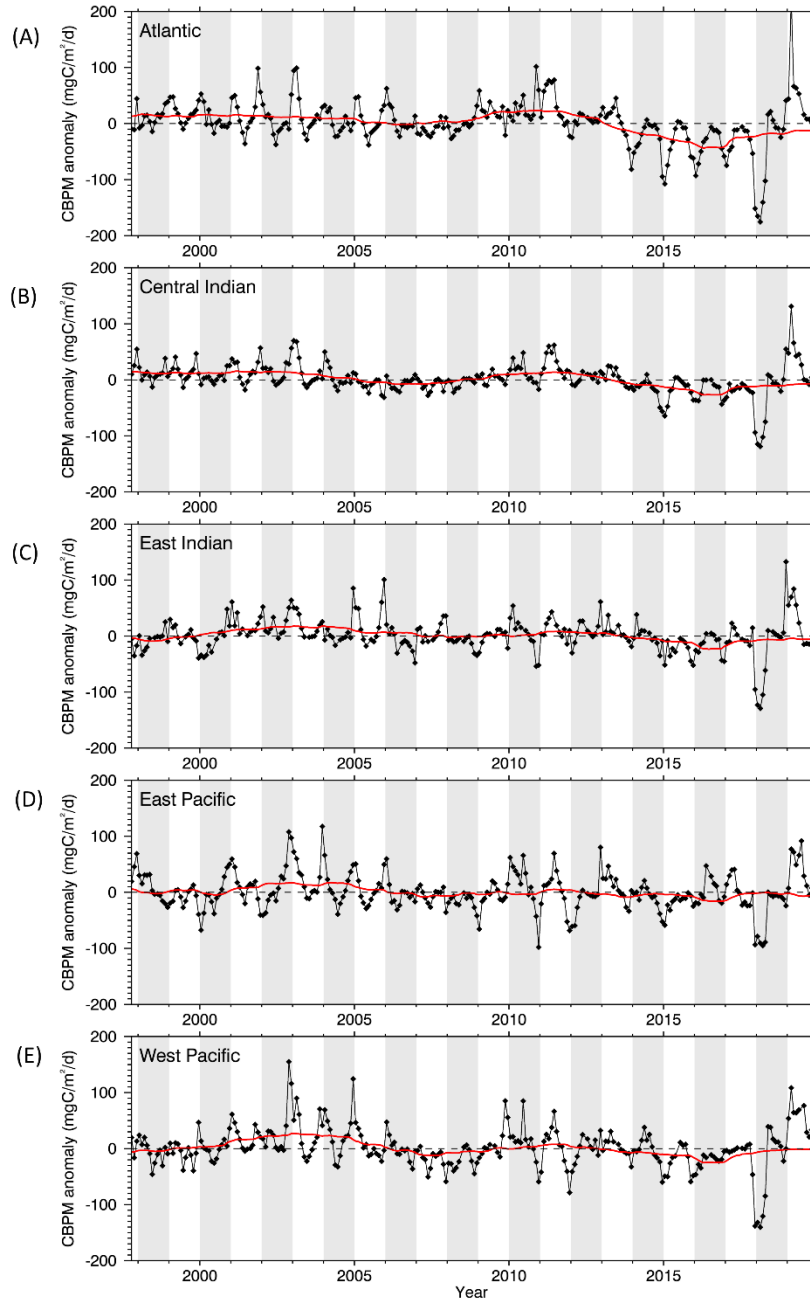 (A)
Atlantic
CBPM anomaly (mgC/m²/d)
200
100
0
-100
-200
2000 2005 2010 2015
(B)
Central Indian
CBPM anomaly (mgC/m²/d)
200
100
0
-100
-200
2000 2005 2010 2015
(C)
East Indian
CBPM anomaly (mgC/m²/d)
200
100
0
-100
-200
2000 2005 2010 2015
(D)
East Pacific
CBPM anomaly (mgC/m²/d)
200
100
0
-100
-200
2000 2005 2010 2015
(E)
West Pacific
CBPM anomaly (mgC/m²/d)
200
100
0
-100
-200
2000 2005 2010 2015
Year